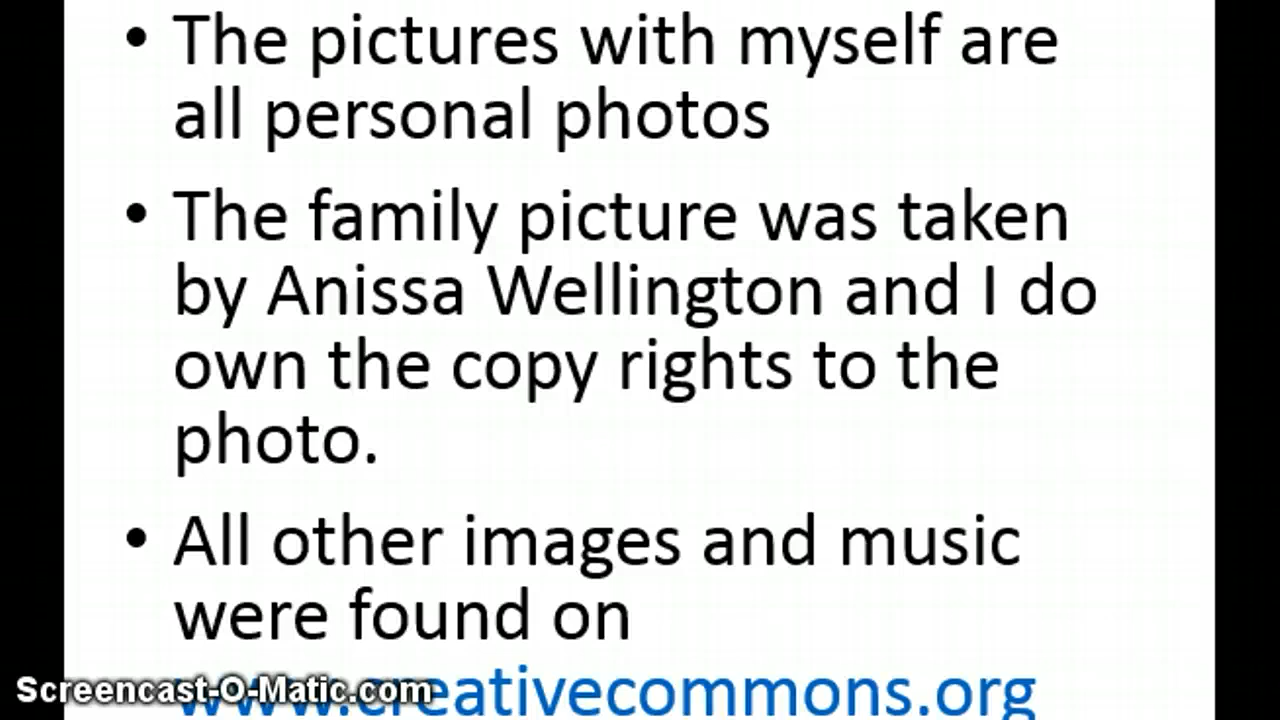 • The pictures with myself are
all personal photos
• The family picture was taken
by Anissa Wellington and I do
own the copy rights to the
photo.
• All other images and music
were found on
www.creativecommons.org
Screencast-O-Matic.com